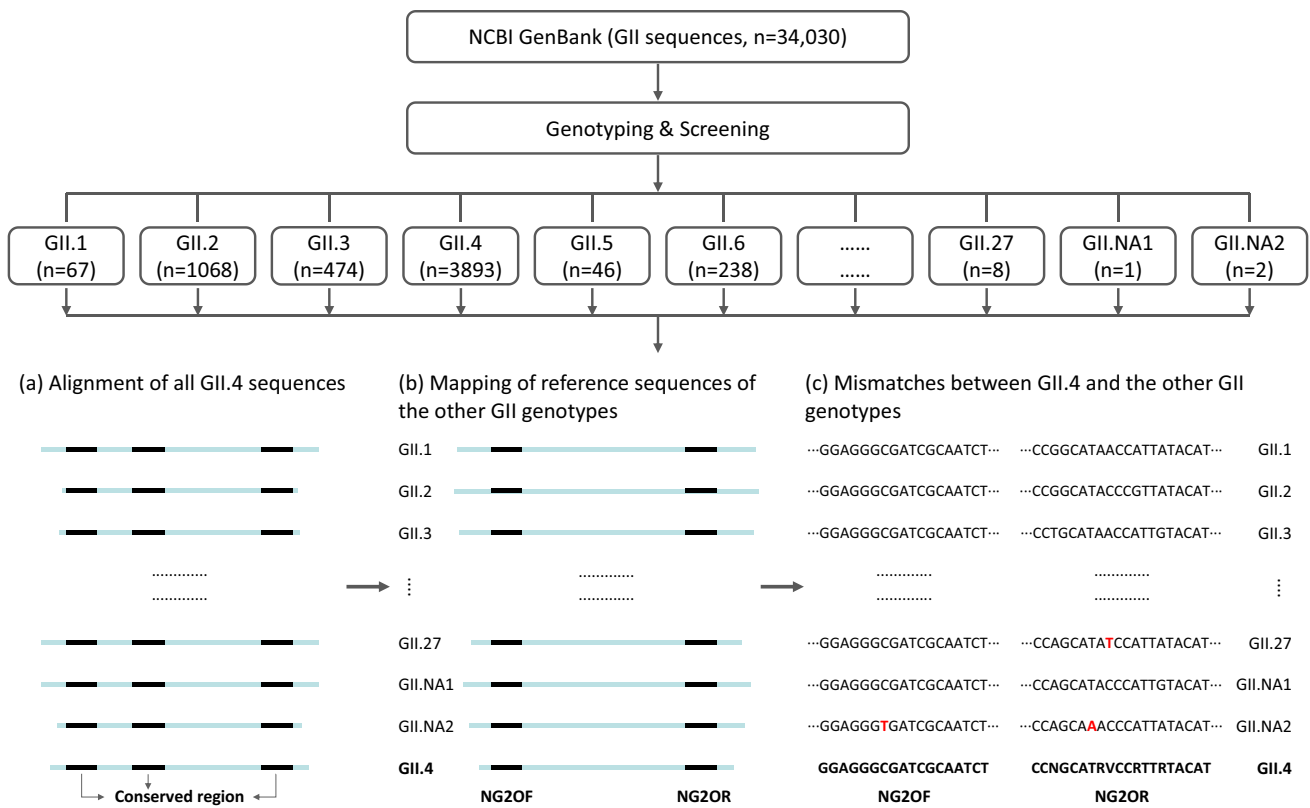 NCBI GenBank (GII sequences, n=34,030)
Genotyping & Screening
GII.1
(n=67)
GII.2
(n=1068)
GII.3
(n=474)
GII.4
(n=3893)
GII.5
(n=46)
GII.6
(n=238)
......
......
GII.27
(n=8)
GII.NA1
(n=1)
GII.NA2
(n=2)
(a) Alignment of all GII.4 sequences
.............
.............
Conserved region
(b) Mapping of reference sequences of
the other GII genotypes
GII.1
GII.2
GII.3
.............
.............
GII.27
GII.NA1
GII.NA2
GII.4
NG2OF NG2OR
(c) Mismatches between GII.4 and the other GII
genotypes
···GGAGGGCGATCGCAATCT··· ···CCGGCATAACCATTATACAT··· GII.1
···GGAGGGCGATCGCAATCT··· ···CCGGCATACCCGTTATACAT··· GII.2
···GGAGGGCGATCGCAATCT··· ···CCTGCATAACCATTGTACAT··· GII.3
............. .............
............. .............
···GGAGGGCGATCGCAATCT··· ···CCAGCATATCCATTATACAT··· GII.27
···GGAGGGCGATCGCAATCT··· ···CCAGCATACCCATTGTACAT··· GII.NA1
···GGAGGGTGATCGCAATCT··· ···CCAGCAAACCCATTATACAT··· GII.NA2
GGAGGGCGATCGCAATCT CCNGCATRVCCRTTRTACAT GII.4
NG2OF NG2OR